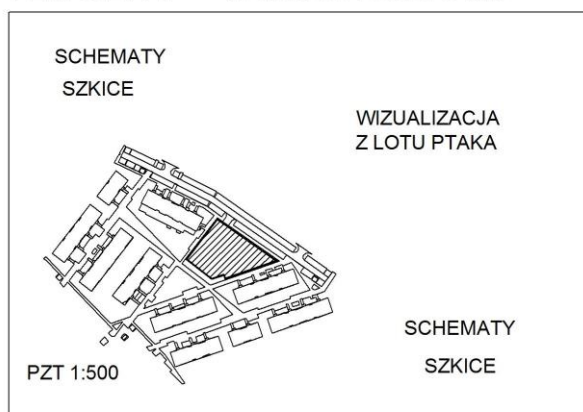 SCHEMATY
SZKICE
WIZUALIZACJA
Z LOTU PTAKA
SCHEMATY
SZKICE
PZT 1:500